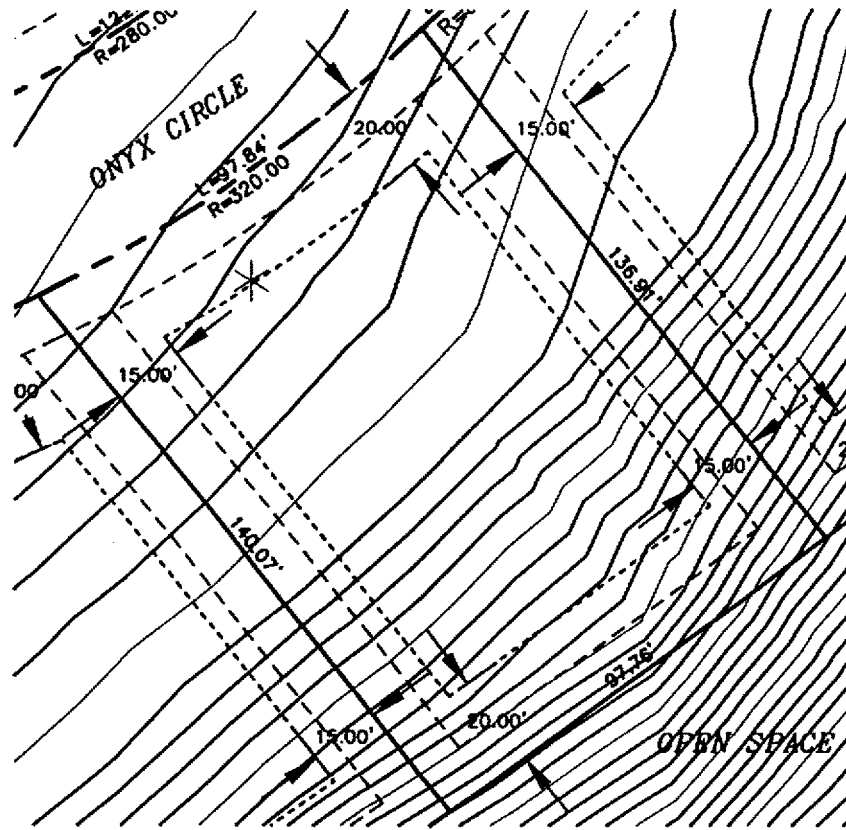 R=280.00
ONYX CIRCLE
L=97.84'
R=320.00
20.00'
15.00'
136.91'
15.00'
00
15.00'
140.07'
97.76'
20.00'
15.00'
OPEN SPACE